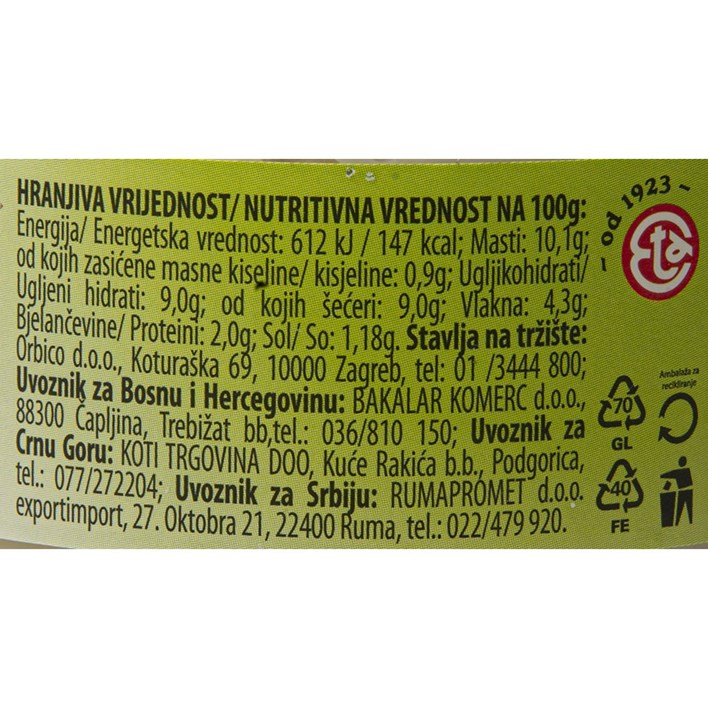 HRANJIVA VRIJEDNOST/ NUTRITIVNA VREDNOST NA 100g:
Energija/ Energetska vrednost: 612 kJ / 147 kcal; Masti: 10,1g;
od kojih zasićene masne kiseline/ kisjeline: 0,9g; Ugljikohidrati/
Ugljeni hidrati: 9,0g; od kojih šećeri: 9,0g; Vlakna: 4,3g;
Bjelančevine/ Proteini: 2,0g; Sol/ So: 1,18g. Stavlja na tržište:
Orbico d.o.o., Koturaška 69, 10000 Zagreb, tel: 01 /3444 800;
Uvoznik za Bosnu i Hercegovinu: BAKALAR KOMERC d.o.o.,
88300 Čapljina, Trebižat bb,tel.: 036/810 150; Uvoznik za
Crnu Goru: KOTI TRGOVINA DOO, Kuće Rakića b.b., Podgorica,
tel.: 077/272204; Uvoznik za Srbiju: RUMAPROMET d.o.o.
exportimport, 27. Oktobra 21, 22400 Ruma, tel.: 022/479 920.
- od 1923 -
Eta
Ambalaža za
recikliranje
70
GL
40
FE